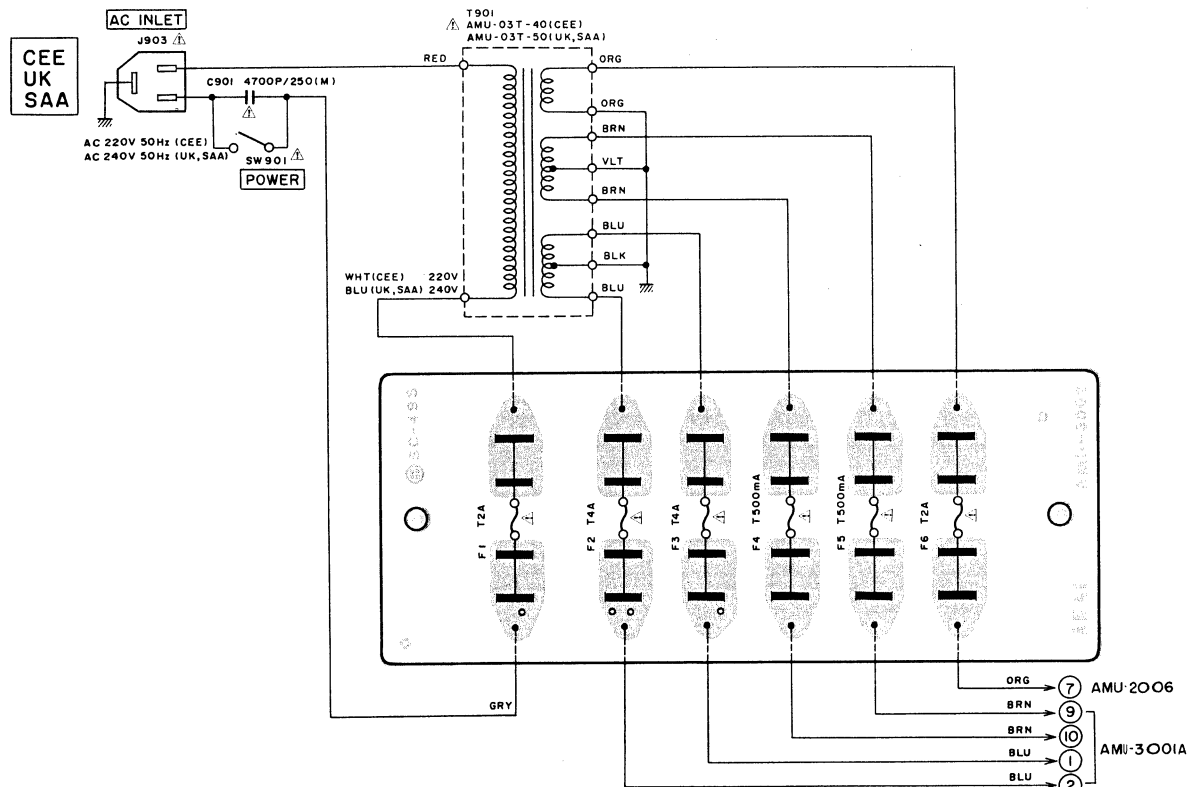 CEE
UK
SAA
AC INLET
J903
C901 4700P/250(M)
AC 220V 50Hz (CEE)
AC 240V 50Hz (UK,SAA)
SW901
POWER
T901
AMU-03T-40(CEE)
AMU-03T-50(UK,SAA)
RED
WHT(CEE) 220V
BLU(UK,SAA) 240V
ORG
ORG
BRN
VLT
BRN
BLU
BLK
BLU
F1 T2A
F2 T4A
F3 T4A
F4 T500mA
F5 T500mA
F6 T2A
GRY
ORG 7 AMU-2006
BRN 9
BRN 10
BLU 1
BLU 2
AMU-3001A